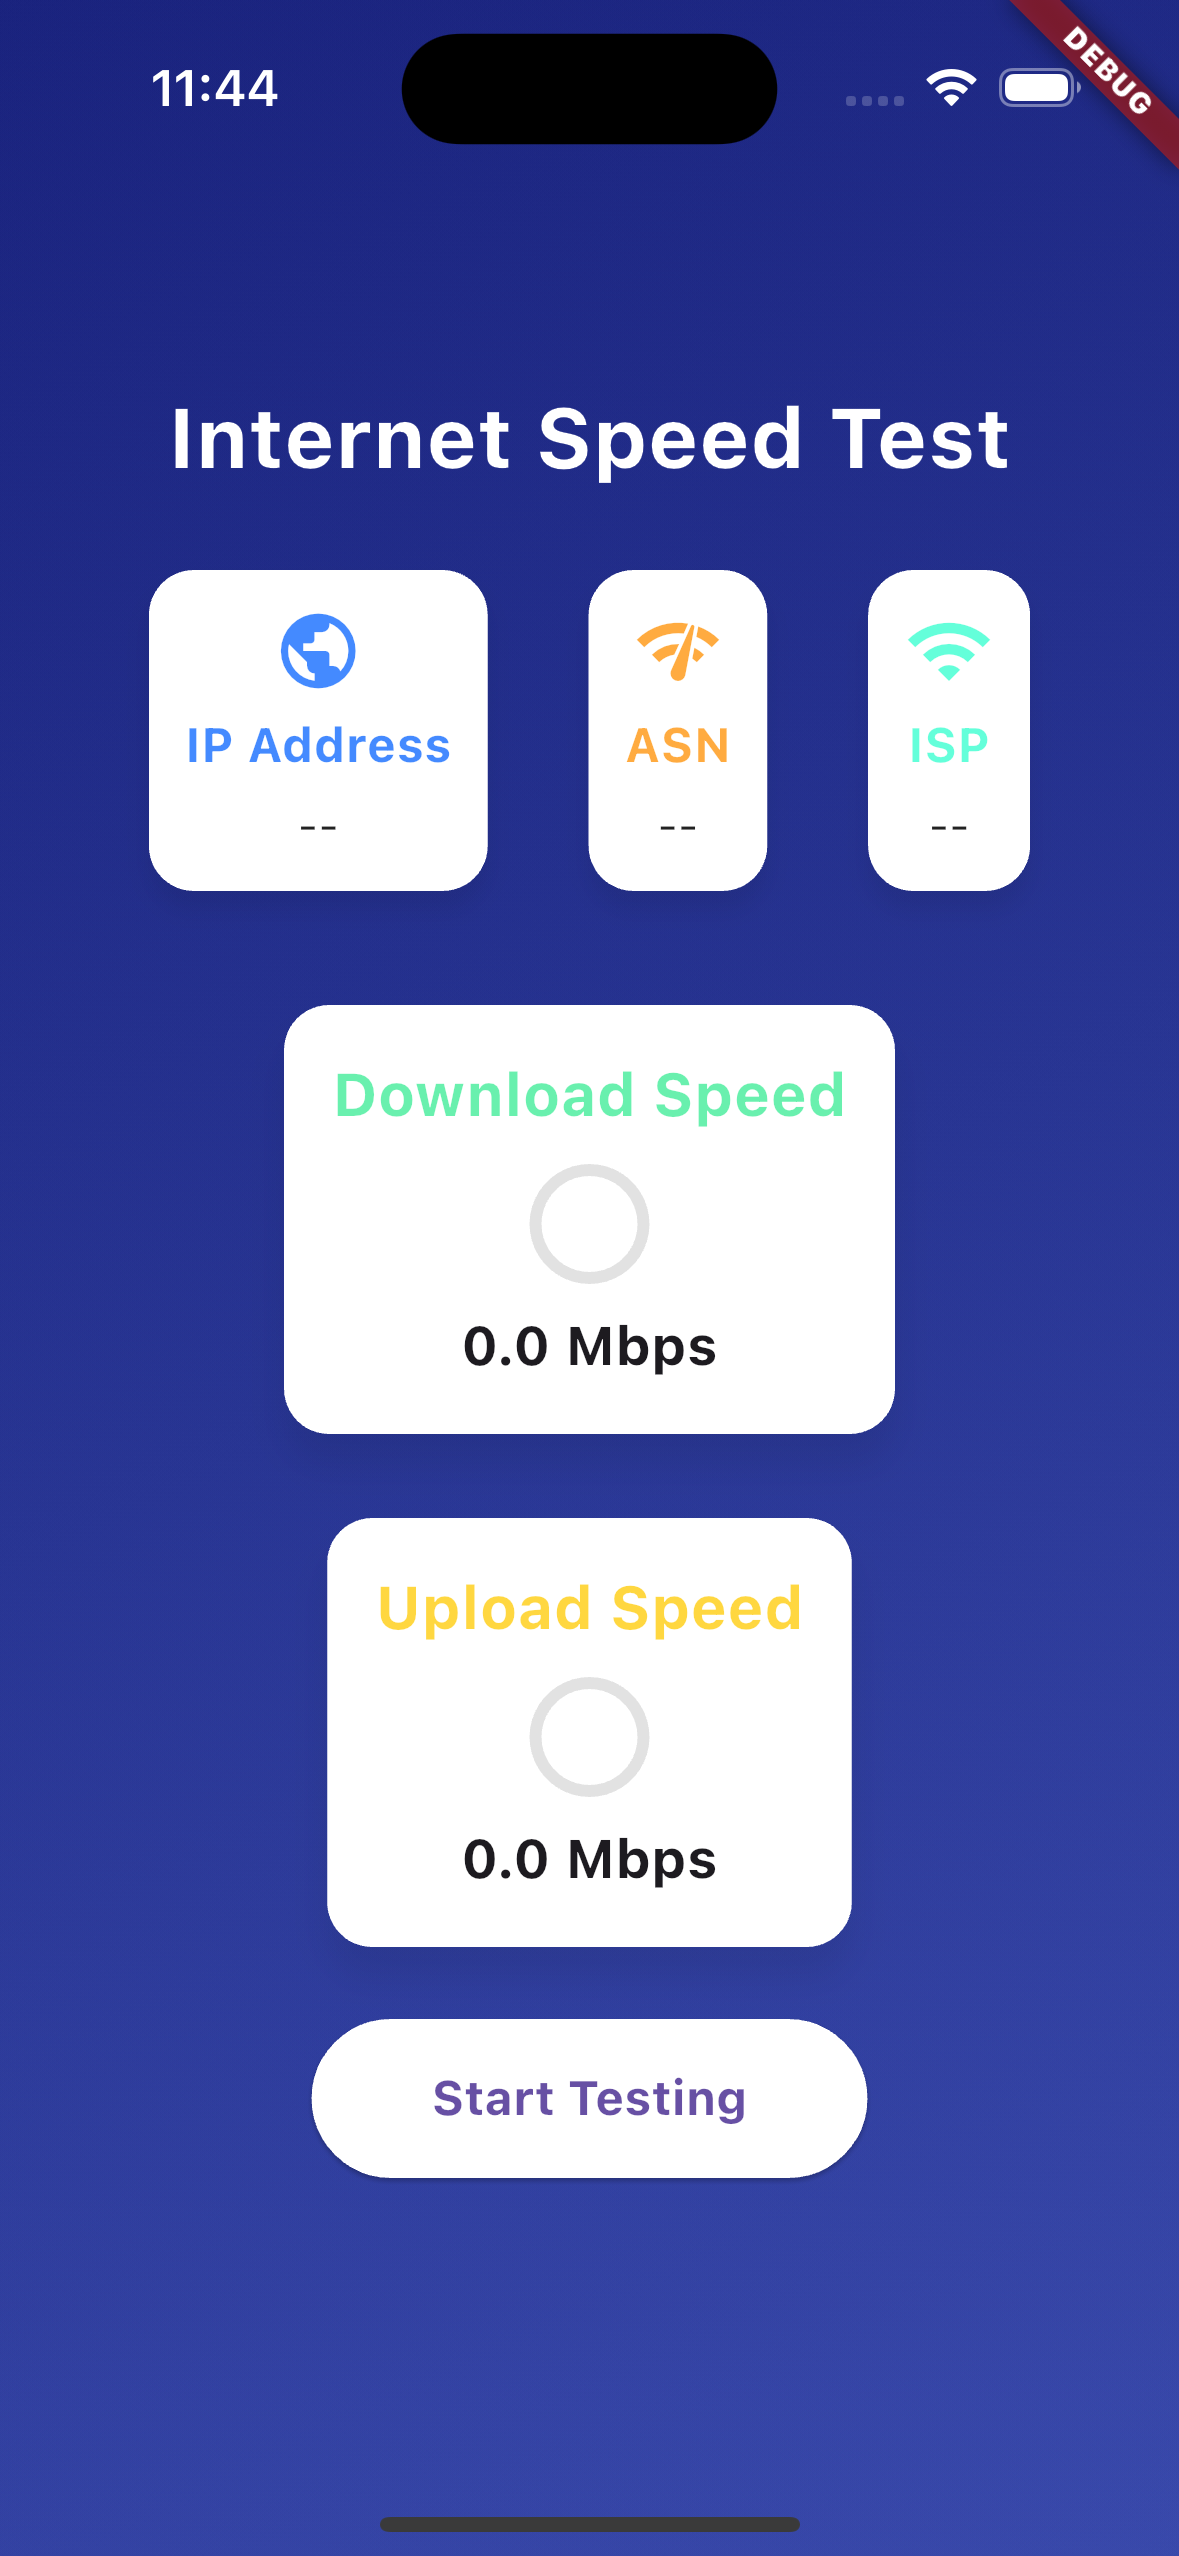 11:44
DEBUG
Internet Speed Test
IP Address
--
ASN
--
ISP
--
Download Speed
0.0 Mbps
Upload Speed
0.0 Mbps
Start Testing